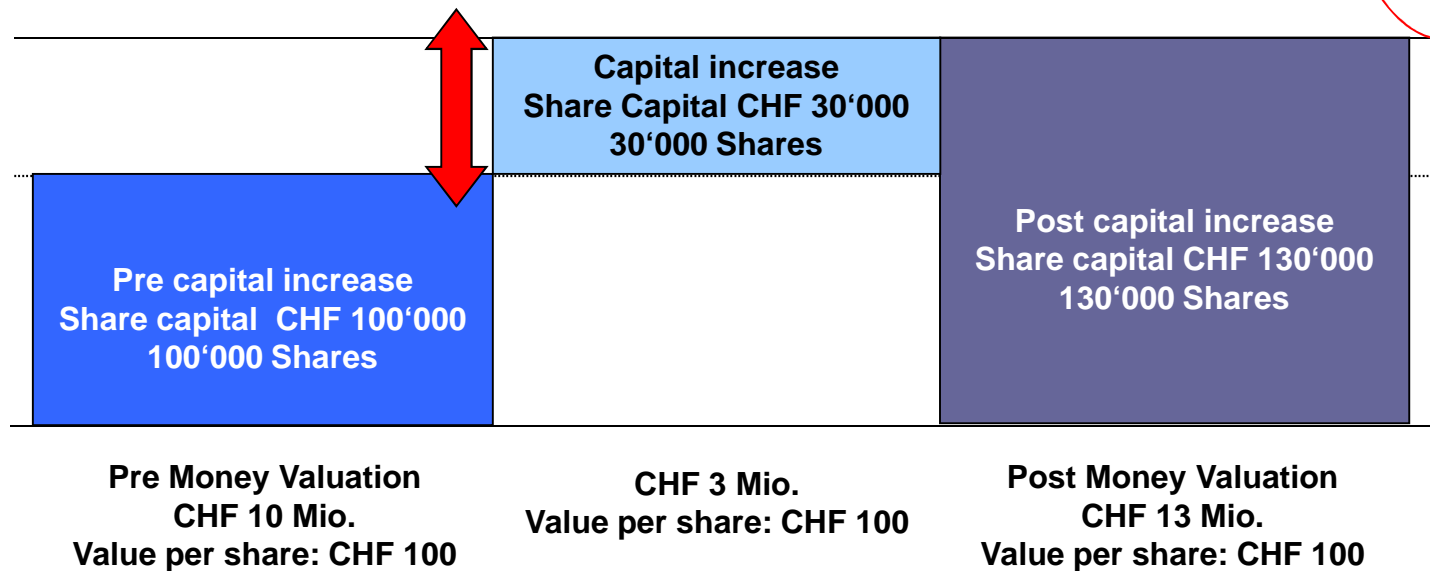 Capital increase
Share Capital CHF 30‘000
30‘000 Shares
Pre capital increase
Share capital  CHF 100‘000
100‘000 Shares
Post capital increase
Share capital CHF 130‘000
130‘000 Shares
Pre Money Valuation
CHF 10 Mio.
Value per share: CHF 100
CHF 3 Mio.
Value per share: CHF 100
Post Money Valuation
CHF 13 Mio.
Value per share: CHF 100